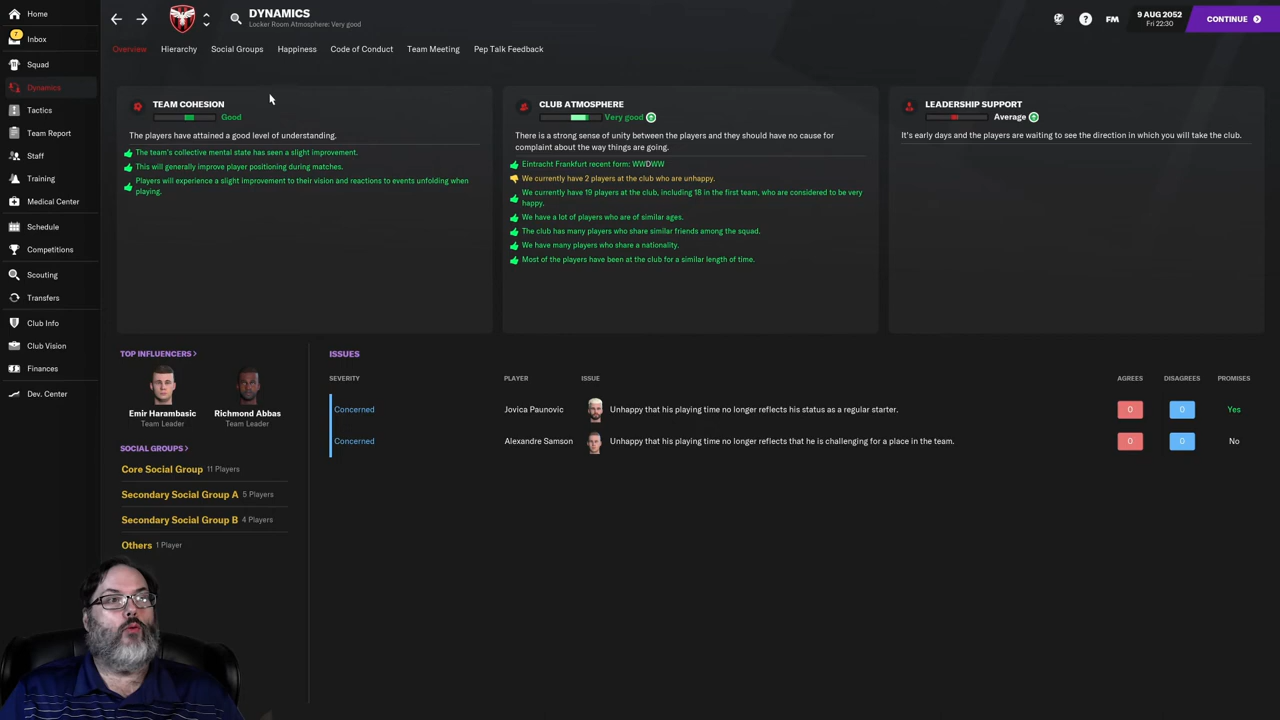 Home
7
Inbox
Squad
Dynamics
Tactics
Team Report
Staff
Training
Medical Center
Schedule
Competitions
Scouting
Transfers
Club Info
Club Vision
Finances
Dev. Center
DYNAMICS
Locker Room Atmosphere: Very good
FM
9 AUG 2052
Fri 22:30
CONTINUE
Overview
Hierarchy
Social Groups
Happiness
Code of Conduct
Team Meeting
Pep Talk Feedback
TEAM COHESION
Good
The players have attained a good level of understanding.
The team's collective mental state has seen a slight improvement.
This will generally improve player positioning during matches.
Players will experience a slight improvement to their vision and reactions to events unfolding when
playing.
CLUB ATMOSPHERE
Very good
There is a strong sense of unity between the players and they should have no cause for
complaint about the way things are going.
Eintracht Frankfurt recent form: WWDWW
We currently have 2 players at the club who are unhappy.
We currently have 19 players at the club, including 18 in the first team, who are considered to be very
happy.
We have a lot of players who are of similar ages.
The club has many players who share similar friends among the squad.
We have many players who share a nationality.
Most of the players have been at the club for a similar length of time.
LEADERSHIP SUPPORT
Average
It's early days and the players are waiting to see the direction in which you will take the club.
TOP INFLUENCERS >
Emir Harambasic
Team Leader
Richmond Abbas
Team Leader
SOCIAL GROUPS >
Core Social Group 11 Players
Secondary Social Group A 5 Players
Secondary Social Group B 4 Players
Others 1 Player
ISSUES
SEVERITY PLAYER ISSUE AGREES DISAGREES PROMISES
Concerned Jovica Paunovic Unhappy that his playing time no longer reflects his status as a regular starter. 0 0 Yes
Concerned Alexandre Samson Unhappy that his playing time no longer reflects that he is challenging for a place in the team. 0 0 No